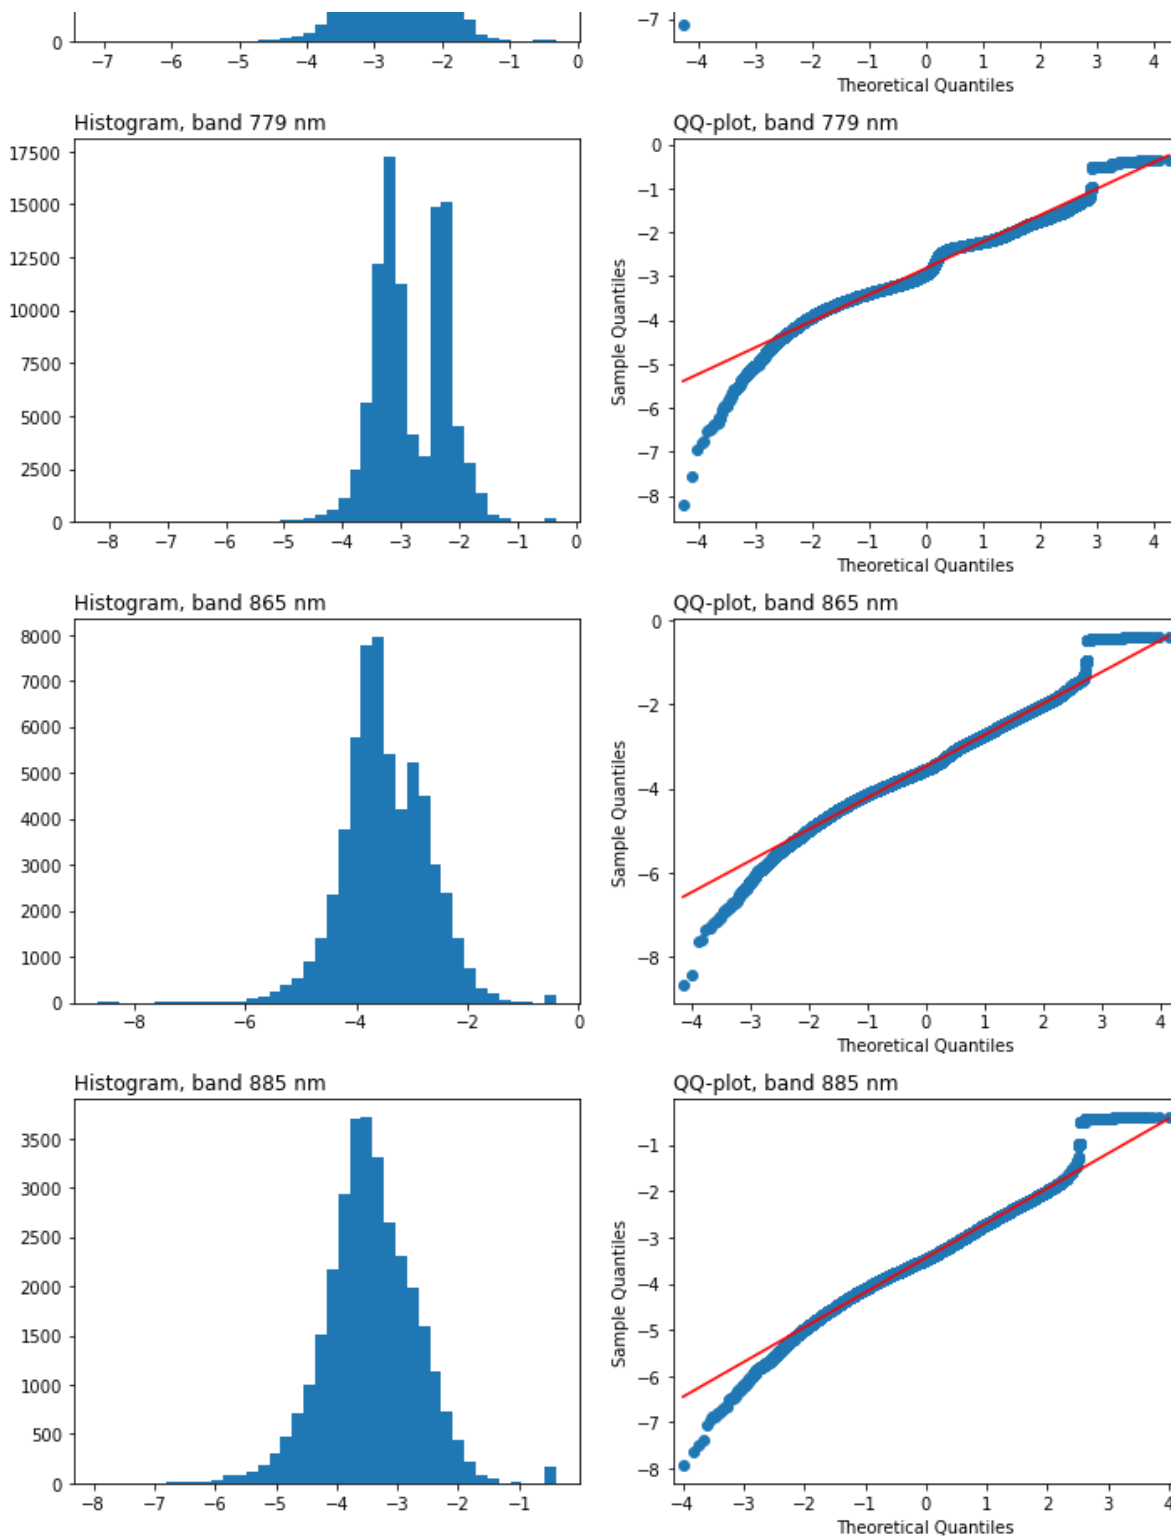 0
−7 −6 −5 −4 −3 −2 −1 0
−7
−4 −3 −2 −1 0 1 2 3 4
Theoretical Quantiles
Histogram, band 779 nm
17500
15000
12500
10000
7500
5000
2500
0
−8 −7 −6 −5 −4 −3 −2 −1 0
QQ-plot, band 779 nm
0
−1
−2
−3
−4
−5
−6
−7
−8
Sample Quantiles
−4 −3 −2 −1 0 1 2 3 4
Theoretical Quantiles
Histogram, band 865 nm
8000
7000
6000
5000
4000
3000
2000
1000
0
−8 −6 −4 −2 0
QQ-plot, band 865 nm
0
−2
−4
−6
−8
Sample Quantiles
−4 −3 −2 −1 0 1 2 3 4
Theoretical Quantiles
Histogram, band 885 nm
3500
3000
2500
2000
1500
1000
500
0
−8 −7 −6 −5 −4 −3 −2 −1
QQ-plot, band 885 nm
−1
−2
−3
−4
−5
−6
−7
−8
Sample Quantiles
−4 −3 −2 −1 0 1 2 3 4
Theoretical Quantiles